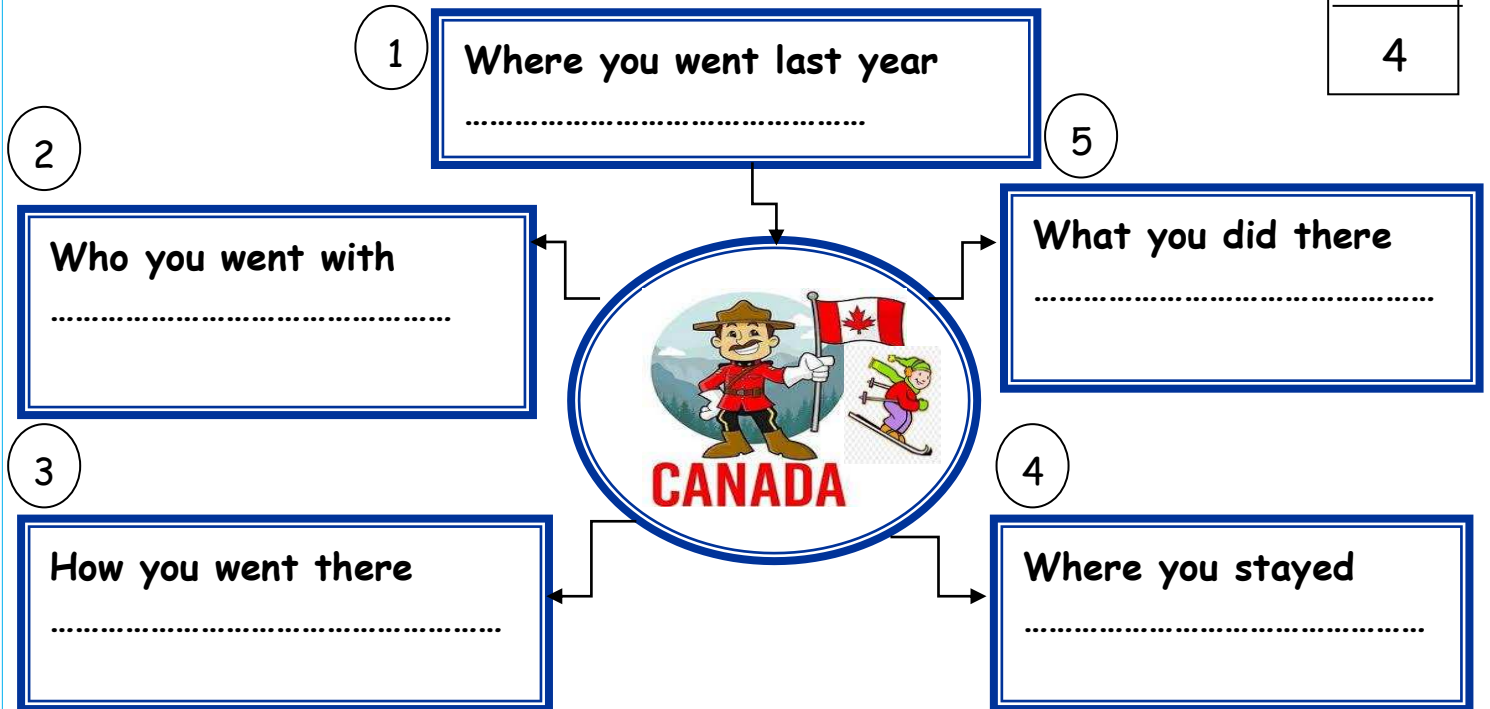 1
Where you went last year
………………………………………
4
2
5
Who you went with
………………………………………
What you did there
………………………………………
CANADA
3
4
How you went there
……………………………………………
Where you stayed
………………………………………